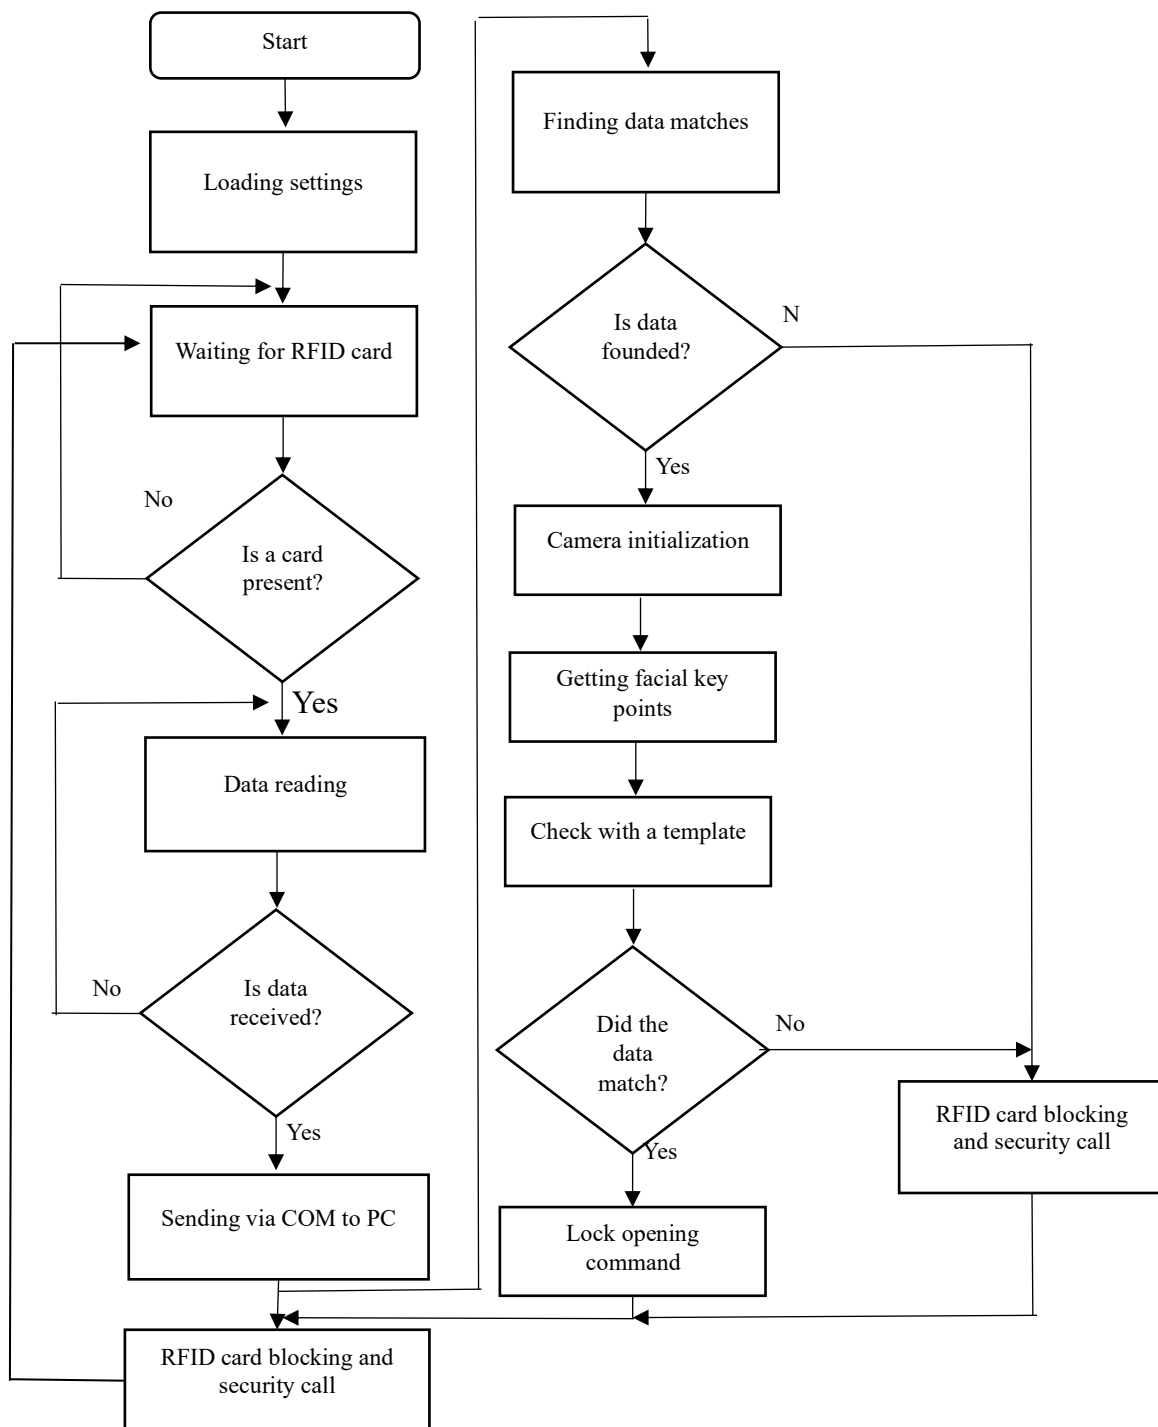 Start
Loading settings
Waiting for RFID card
No
Is a card
present?
Yes
Data reading
No
Is data
received?
Yes
Sending via COM to PC
RFID card blocking and
security call
Finding data matches
Is data
founded?
N
Yes
Camera initialization
Getting facial key
points
Check with a template
Did the
data
match?
No
Yes
Lock opening
command
RFID card blocking
and security call